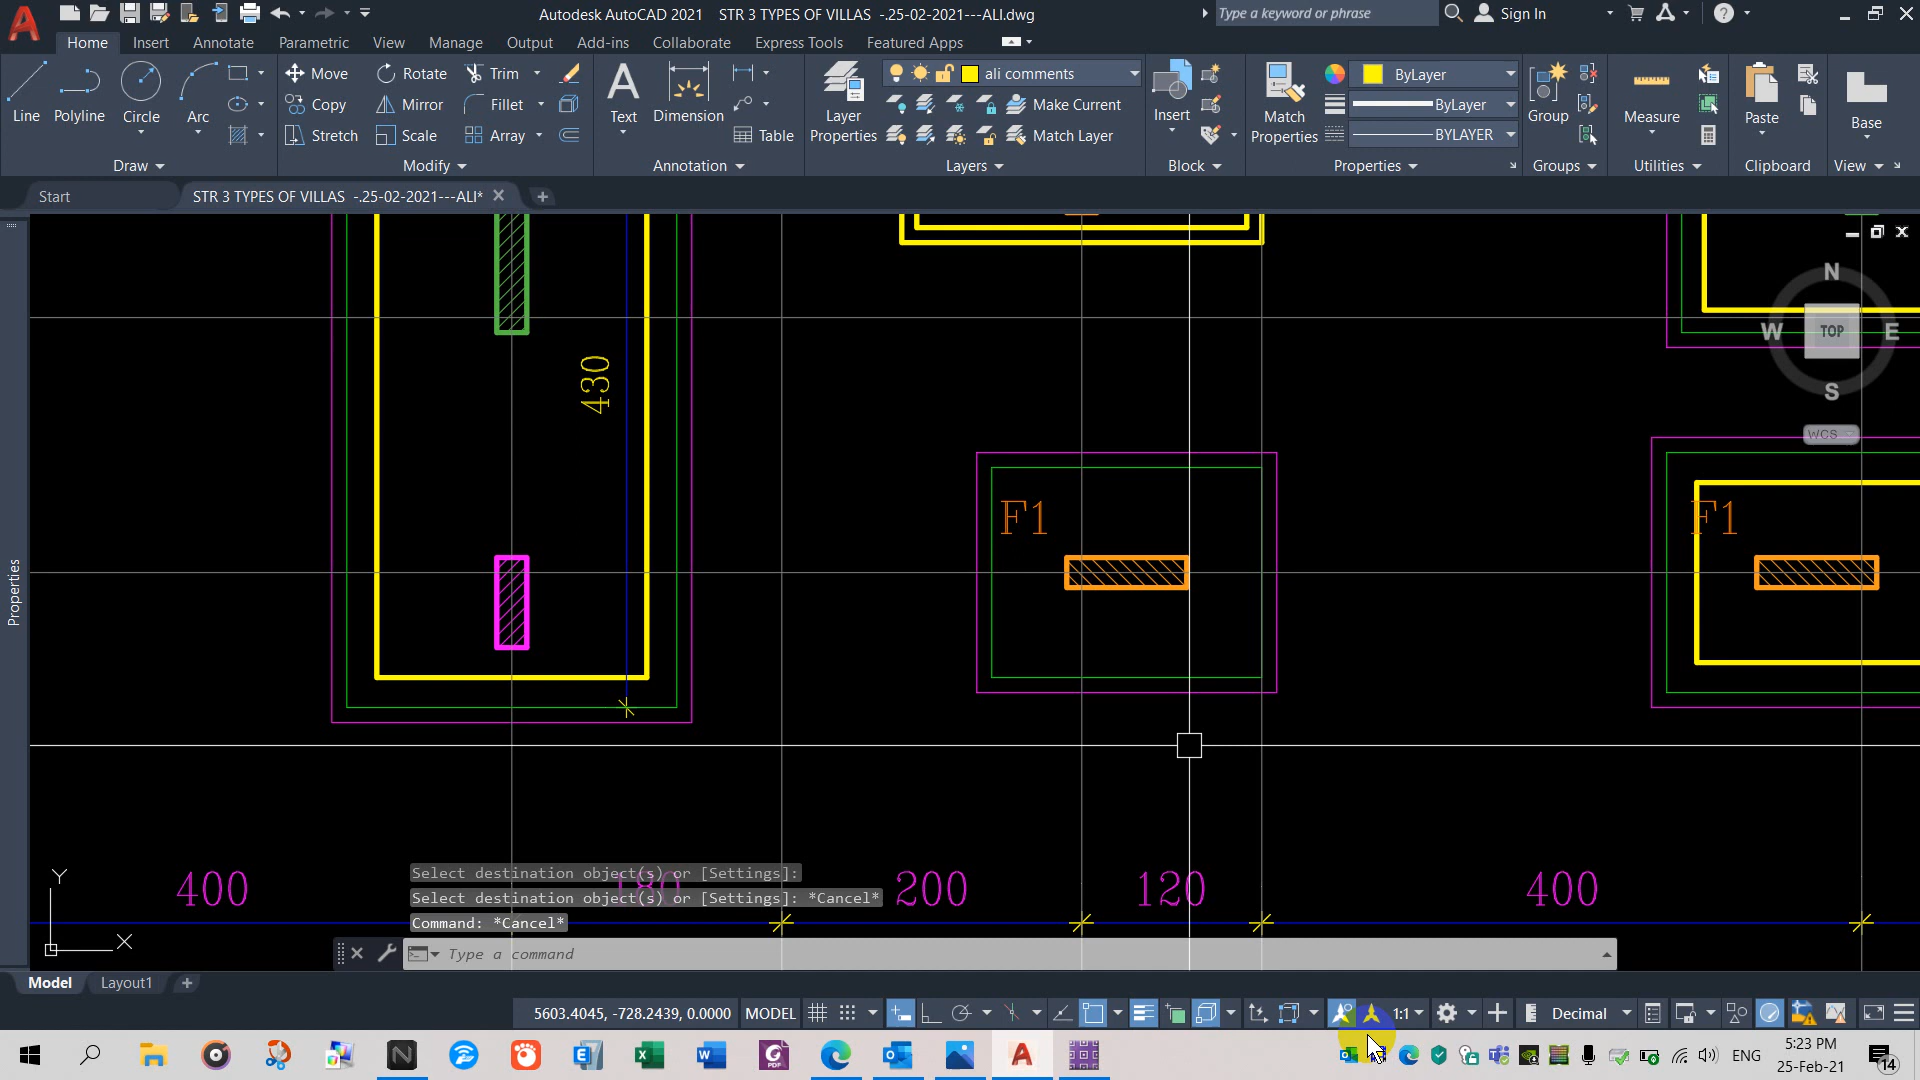 Autodesk AutoCAD 2021 STR 3 TYPES OF VILLAS -.25-02-2021---ALI.dwg
Type a keyword or phrase
Sign In
Home Insert Annotate Parametric View Manage Output Add-ins Collaborate Express Tools Featured Apps
Line Polyline Circle Arc
Move Rotate Trim
Copy Mirror Fillet
Stretch Scale Array
Text Dimension Table
Layer Properties
ali comments
Make Current
Match Layer
Insert
Match Properties
ByLayer
ByLayer
BYLAYER
Group
Measure
Paste
Base
Draw Modify Annotation Layers Block Properties Groups Utilities Clipboard View
Start
STR 3 TYPES OF VILLAS -.25-02-2021---ALI*
N
W TOP E
S
WCS
430
F1
F1
Properties
400 180 200 120 400
Select destination object(s) or [Settings]:
Select destination object(s) or [Settings]: *Cancel*
Command: *Cancel*
Type a command
Y
X
Model Layout1
5603.4045, -728.2439, 0.0000 MODEL
1:1
Decimal
ENG
5:23 PM
25-Feb-21
14